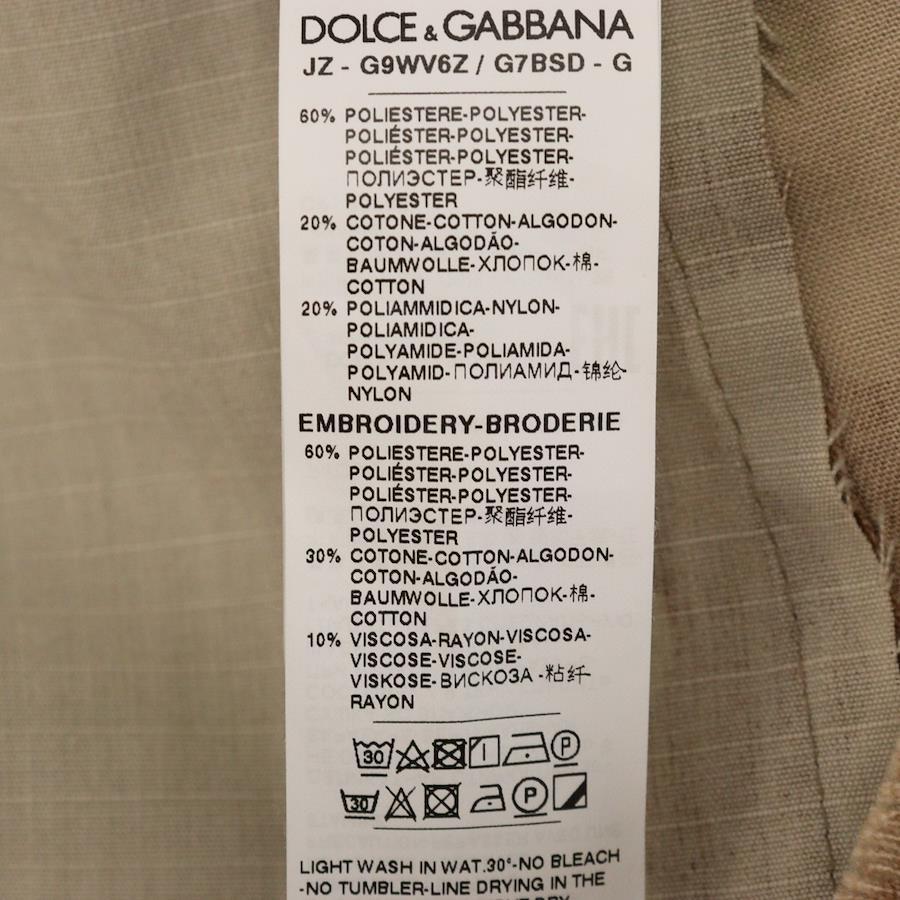 DOLCE & GABBANA
JZ - G9WV6Z / G7BSD - G
60% POLIESTERE-POLYESTER-
POLIÉSTER-POLYESTER-
POLIÉSTER-POLYESTER-
ПОЛИЭСТЕР-聚酯纤维-
POLYESTER
20% COTONE-COTTON-ALGODON-
COTON-ALGODÃO-
BAUMWOLLE-ХЛОПОК-棉-
COTTON
20% POLIAMMIDICA-NYLON-
POLIAMIDICA-
POLYAMIDE-POLIAMIDA-
POLYAMID-ПОЛИАМИД-锦纶-
NYLON
EMBROIDERY-BRODERIE
60% POLIESTERE-POLYESTER-
POLIÉSTER-POLYESTER-
POLIÉSTER-POLYESTER-
ПОЛИЭСТЕР-聚酯纤维-
POLYESTER
30% COTONE-COTTON-ALGODON-
COTON-ALGODÃO-
BAUMWOLLE-ХЛОПОК-棉-
COTTON
10% VISCOSA-RAYON-VISCOSA-
VISCOSE-VISCOSE-
VISKOSE-ВИСКОЗА -粘纤-
RAYON
30 P
30 P
LIGHT WASH IN WAT.30°-NO BLEACH
-NO TUMBLER-LINE DRYING IN THE